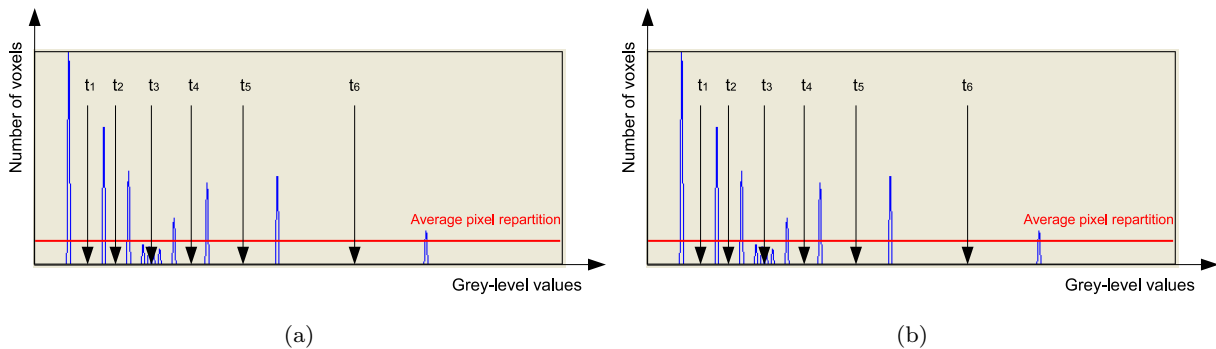 Number of voxels
t1 t2 t3 t4 t5 t6
Average pixel repartition
Grey-level values
(a)
Number of voxels
t1 t2 t3 t4 t5 t6
Average pixel repartition
Grey-level values
(b)